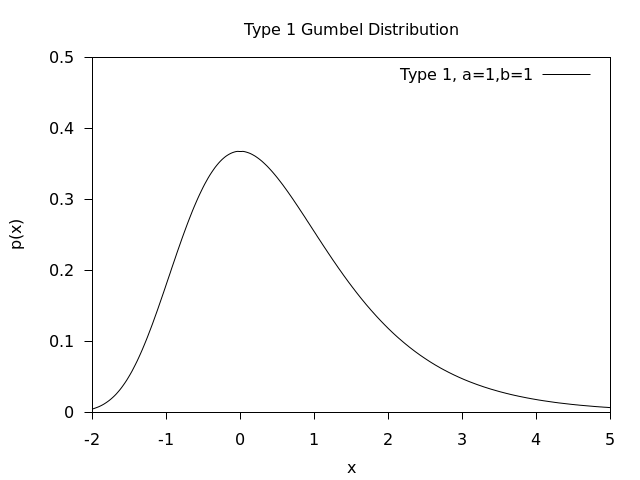 Type 1 Gumbel Distribution
0.5
Type 1, a=1,b=1
0.4
0.3
p(x)
0.2
0.1
0
-2 -1 0 1 2 3 4 5
x